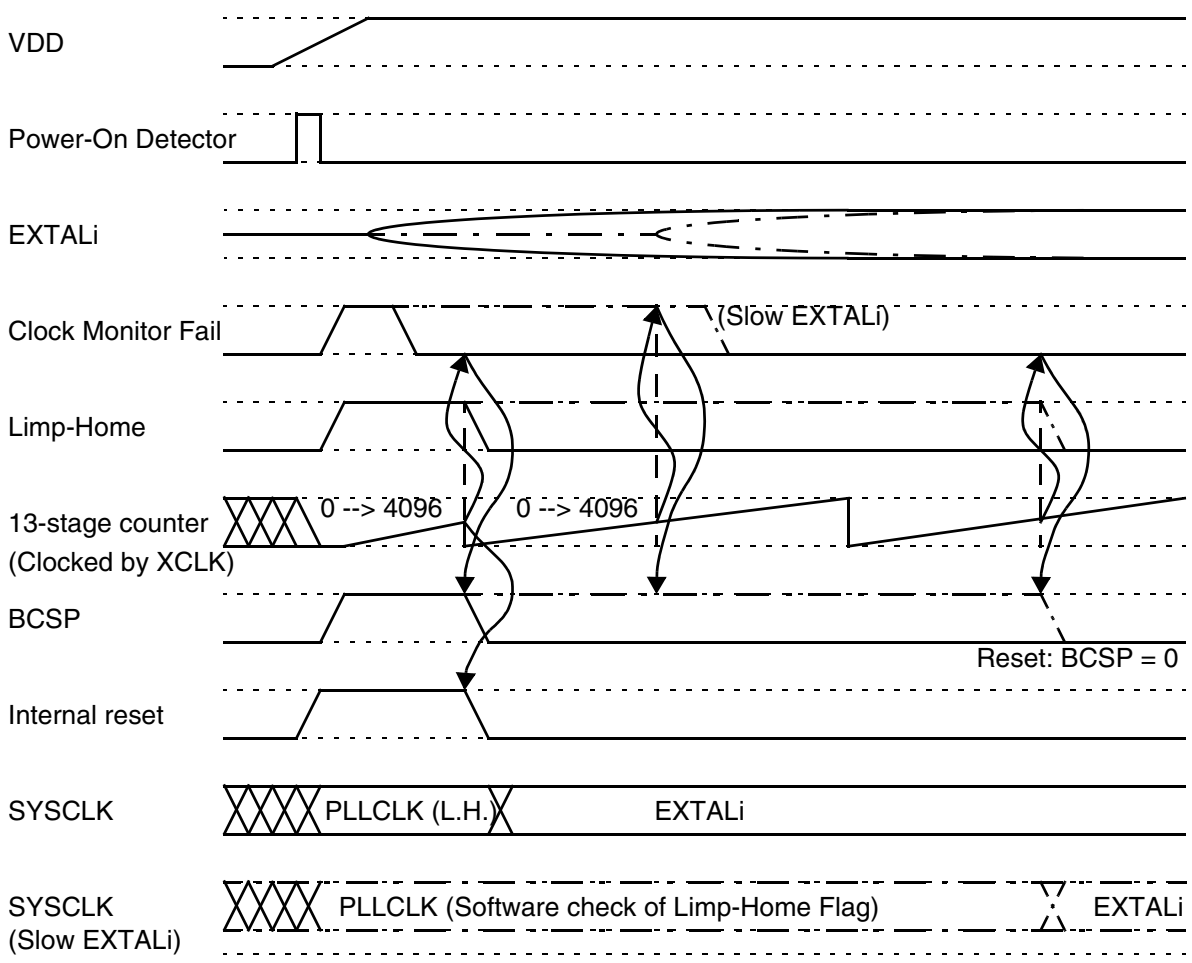 VDD
Power-On Detector
EXTALi
Clock Monitor Fail
(Slow EXTALi)
Limp-Home
13-stage counter
(Clocked by XCLK)
0 --> 4096
0 --> 4096
BCSP
Reset: BCSP = 0
Internal reset
SYSCLK
PLLCLK (L.H.)
EXTALi
SYSCLK
(Slow EXTALi)
PLLCLK (Software check of Limp-Home Flag)
EXTALi